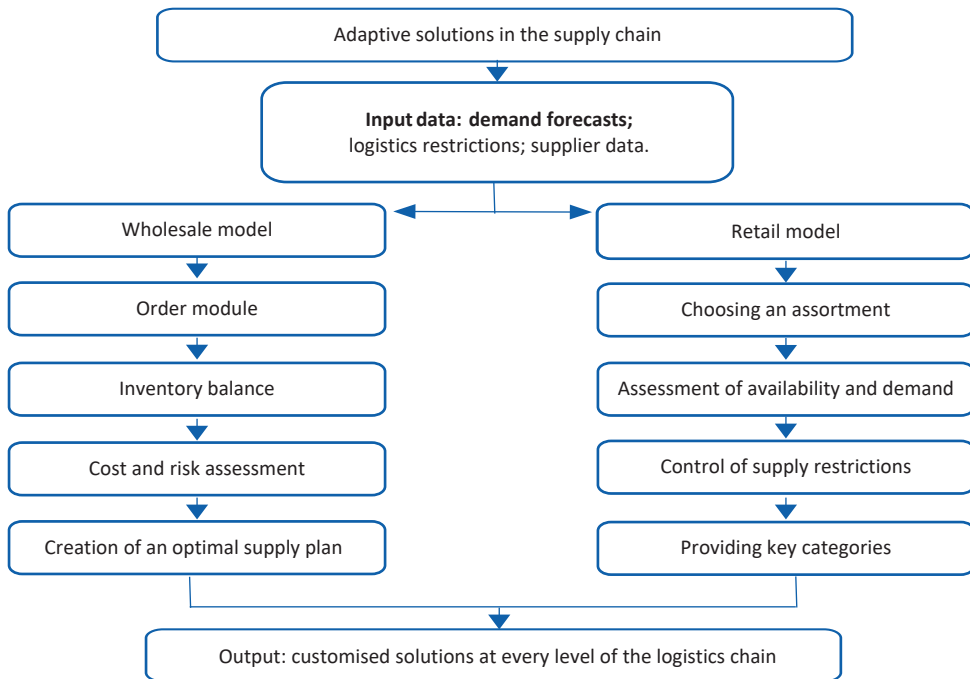 Adaptive solutions in the supply chain
Input data: demand forecasts;
logistics restrictions; supplier data.
Wholesale model
Order module
Inventory balance
Cost and risk assessment
Creation of an optimal supply plan
Retail model
Choosing an assortment
Assessment of availability and demand
Control of supply restrictions
Providing key categories
Output: customised solutions at every level of the logistics chain